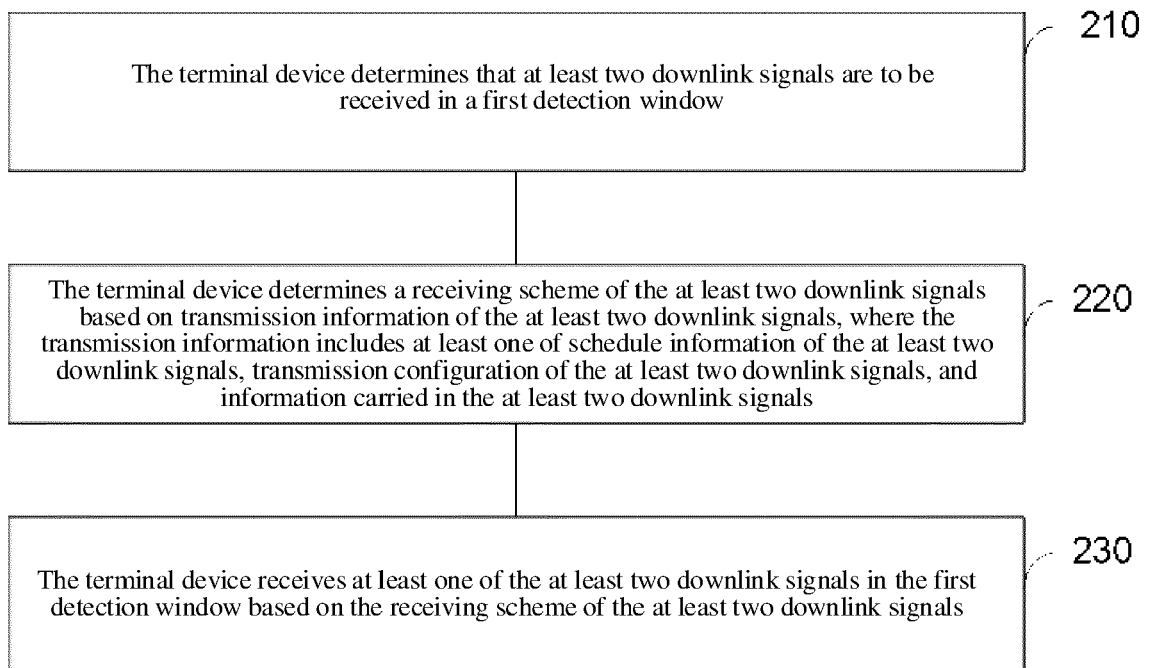 210
The terminal device determines that at least two downlink signals are to be
received in a first detection window
The terminal device determines a receiving scheme of the at least two downlink signals
based on transmission information of the at least two downlink signals, where the
transmission information includes at least one of schedule information of the at least two
downlink signals, transmission configuration of the at least two downlink signals, and
information carried in the at least two downlink signals
220
The terminal device receives at least one of the at least two downlink signals in the first
detection window based on the receiving scheme of the at least two downlink signals
230